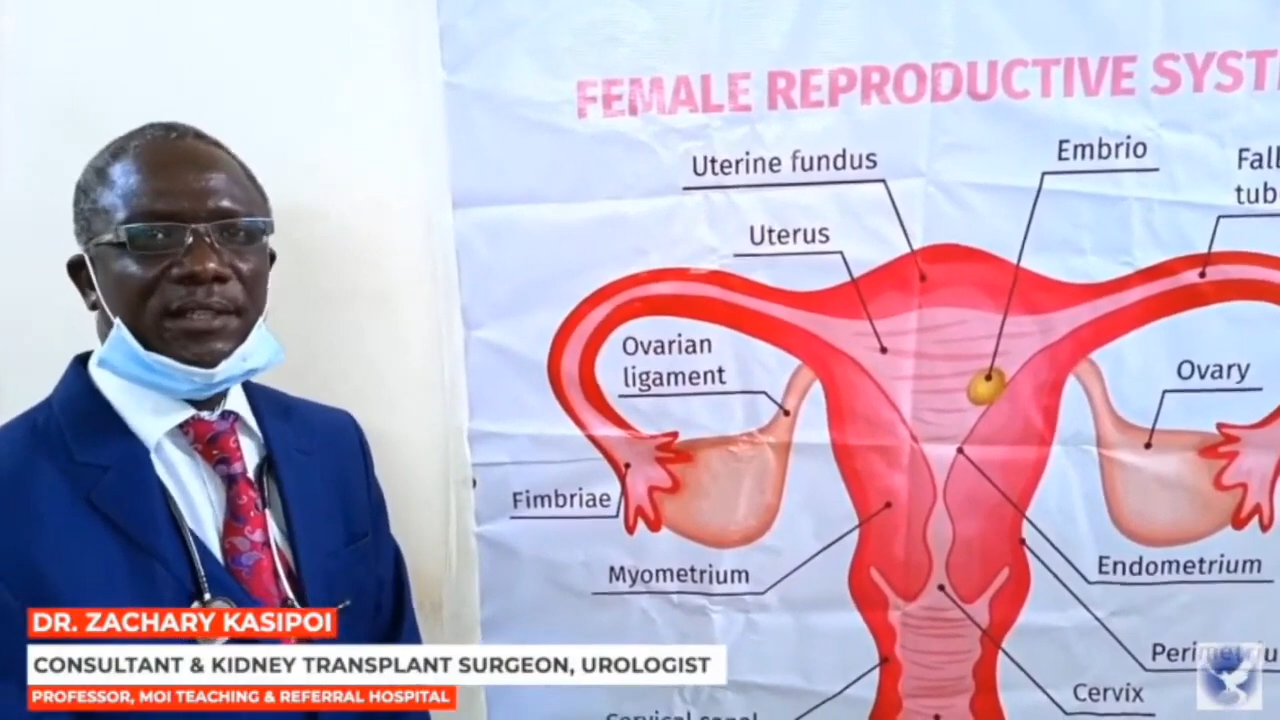 FEMALE REPRODUCTIVE SYST
Uterine fundus
Embrio
Fall
tub
Uterus
Ovarian
ligament
Ovary
Fimbriae
Myometrium
Endometrium
Cervix
DR. ZACHARY KASIPOI
CONSULTANT & KIDNEY TRANSPLANT SURGEON, UROLOGIST
PROFESSOR, MOI TEACHING & REFERRAL HOSPITAL